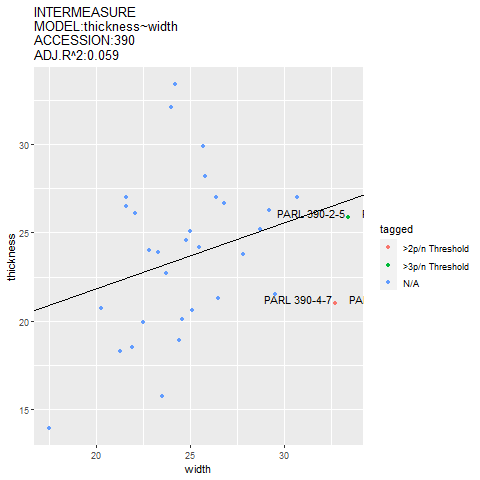 INTERMEASURE
MODEL:thickness~width
ACCESSION:390
ADJ.R^2:0.059
thickness
30
25
20
15
PARL 390-2-5
PARL 390-4-7
PA
20
25
30
width
tagged
>2p/n Threshold
>3p/n Threshold
N/A